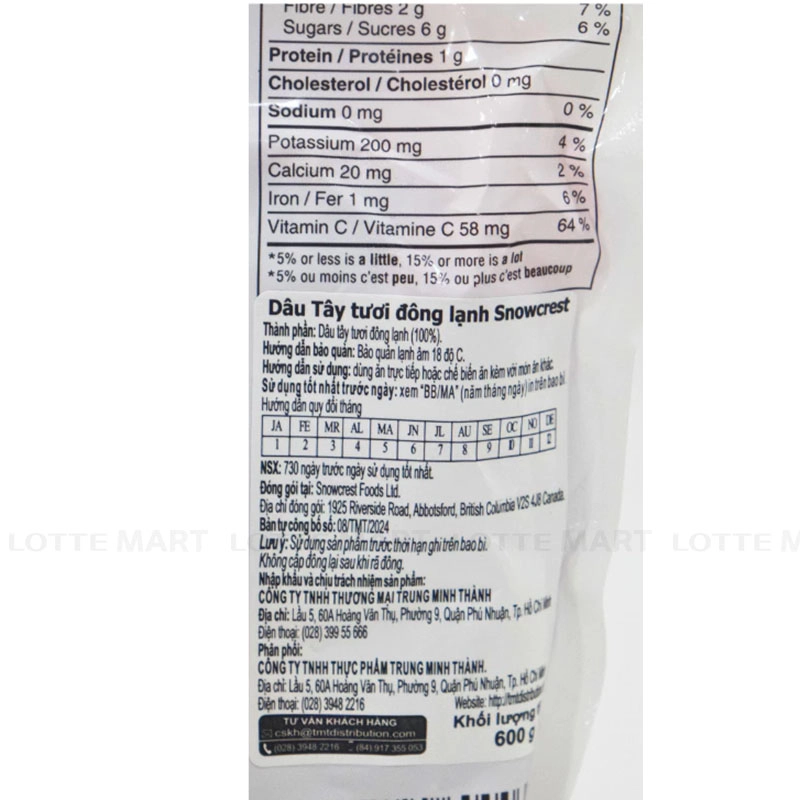 Fibre / Fibres 2 g 7 %
Sugars / Sucres 6 g 6 %
Protein / Protéines 1 g
Cholesterol / Cholestérol 0 mg
Sodium 0 mg 0 %
Potassium 200 mg 4 %
Calcium 20 mg 2 %
Iron / Fer 1 mg 6 %
Vitamin C / Vitamine C 58 mg 64 %
*5% or less is a little, 15% or more is a lot
*5% ou moins c'est peu, 15% ou plus c'est beaucoup
Dâu Tây tươi đông lạnh Snowcrest
Thành phần: Dâu tây tươi đông lạnh (100%).
Hướng dẫn bảo quản: Bảo quản lạnh âm 18 độ C.
Hướng dẫn sử dụng: dùng ăn trực tiếp hoặc chế biến ăn kèm với món ăn khác.
Sử dụng tốt nhất trước ngày: xem "BB/MA" (năm tháng ngày) in trên bao bì.
Hướng dẫn quy đổi tháng
JA FE MR AL MA JN JL AU SE OC NO DE
1 2 3 4 5 6 7 8 9 10 11 12
NSX: 730 ngày trước ngày sử dụng tốt nhất
Đóng gói tại: Snowcrest Foods Ltd.
Địa chỉ đóng gói: 1925 Riverside Road, Abbotsford, British Columbia V2S 4J8 Canada.
Bản tự công bố số: 08/TMT/2024
LOTTE MART LOTTE MART LOTTE M
Lưu ý: Sử dụng sản phẩm trước thời hạn ghi trên bao bì.
Không cấp đông lại sau khi rã đông.
Nhập khẩu và chịu trách nhiệm sản phẩm:
CÔNG TY TNHH THƯƠNG MẠI TRUNG MINH THÀNH
Địa chỉ: Lầu 5, 60A Hoàng Văn Thụ, Phường 9, Quận Phú Nhuận, Tp. Hồ Chí Min
Điện thoại: (028) 399 55 666
Phân phối:
CÔNG TY TNHH THỰC PHẨM TRUNG MINH THÀNH.
Địa chỉ: Lầu 5, 60A Hoàng Văn Thụ, Phường 9, Quận Phú Nhuận, Tp. Hồ Chí Min
Điện thoại: (028) 3948 2216 Website: http://tmtdistribution
TƯ VẤN KHÁCH HÀNG
cskh@tmtdistribution.com
(028) 3948 2216 - (84) 917 355 053
Khối lượng
600 g